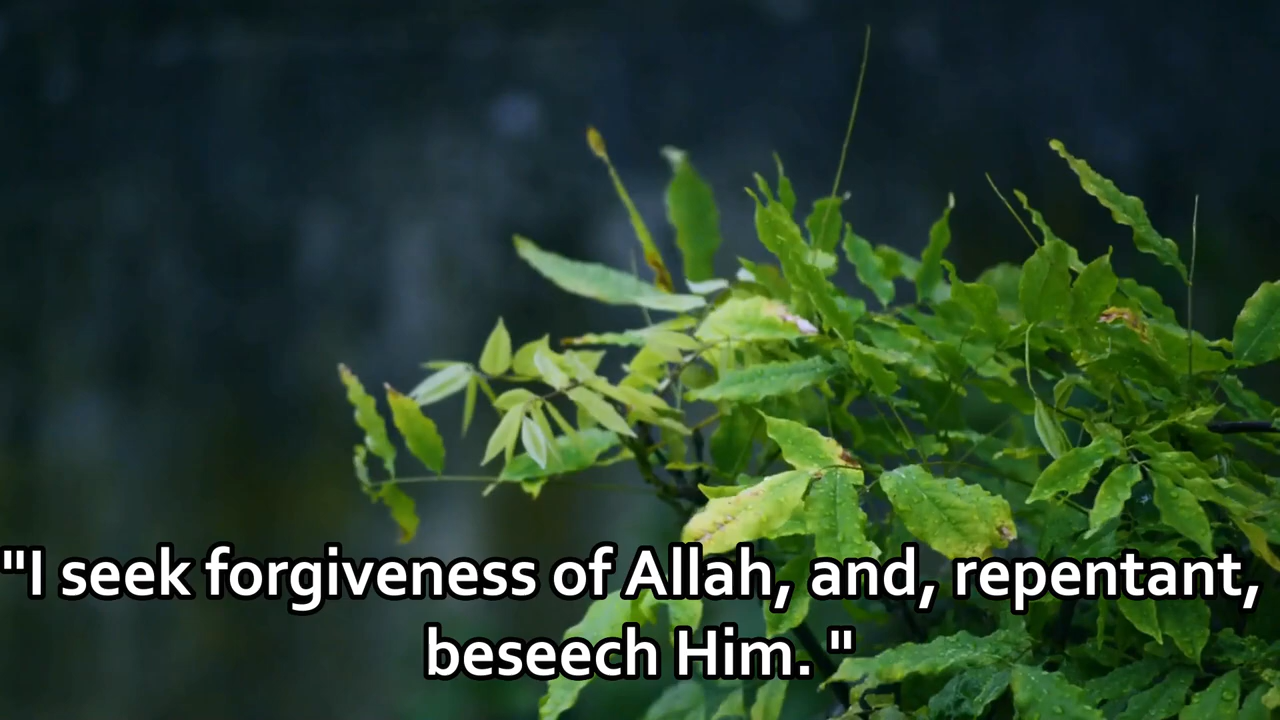 "I seek forgiveness of Allah, and, repentant,
beseech Him. "